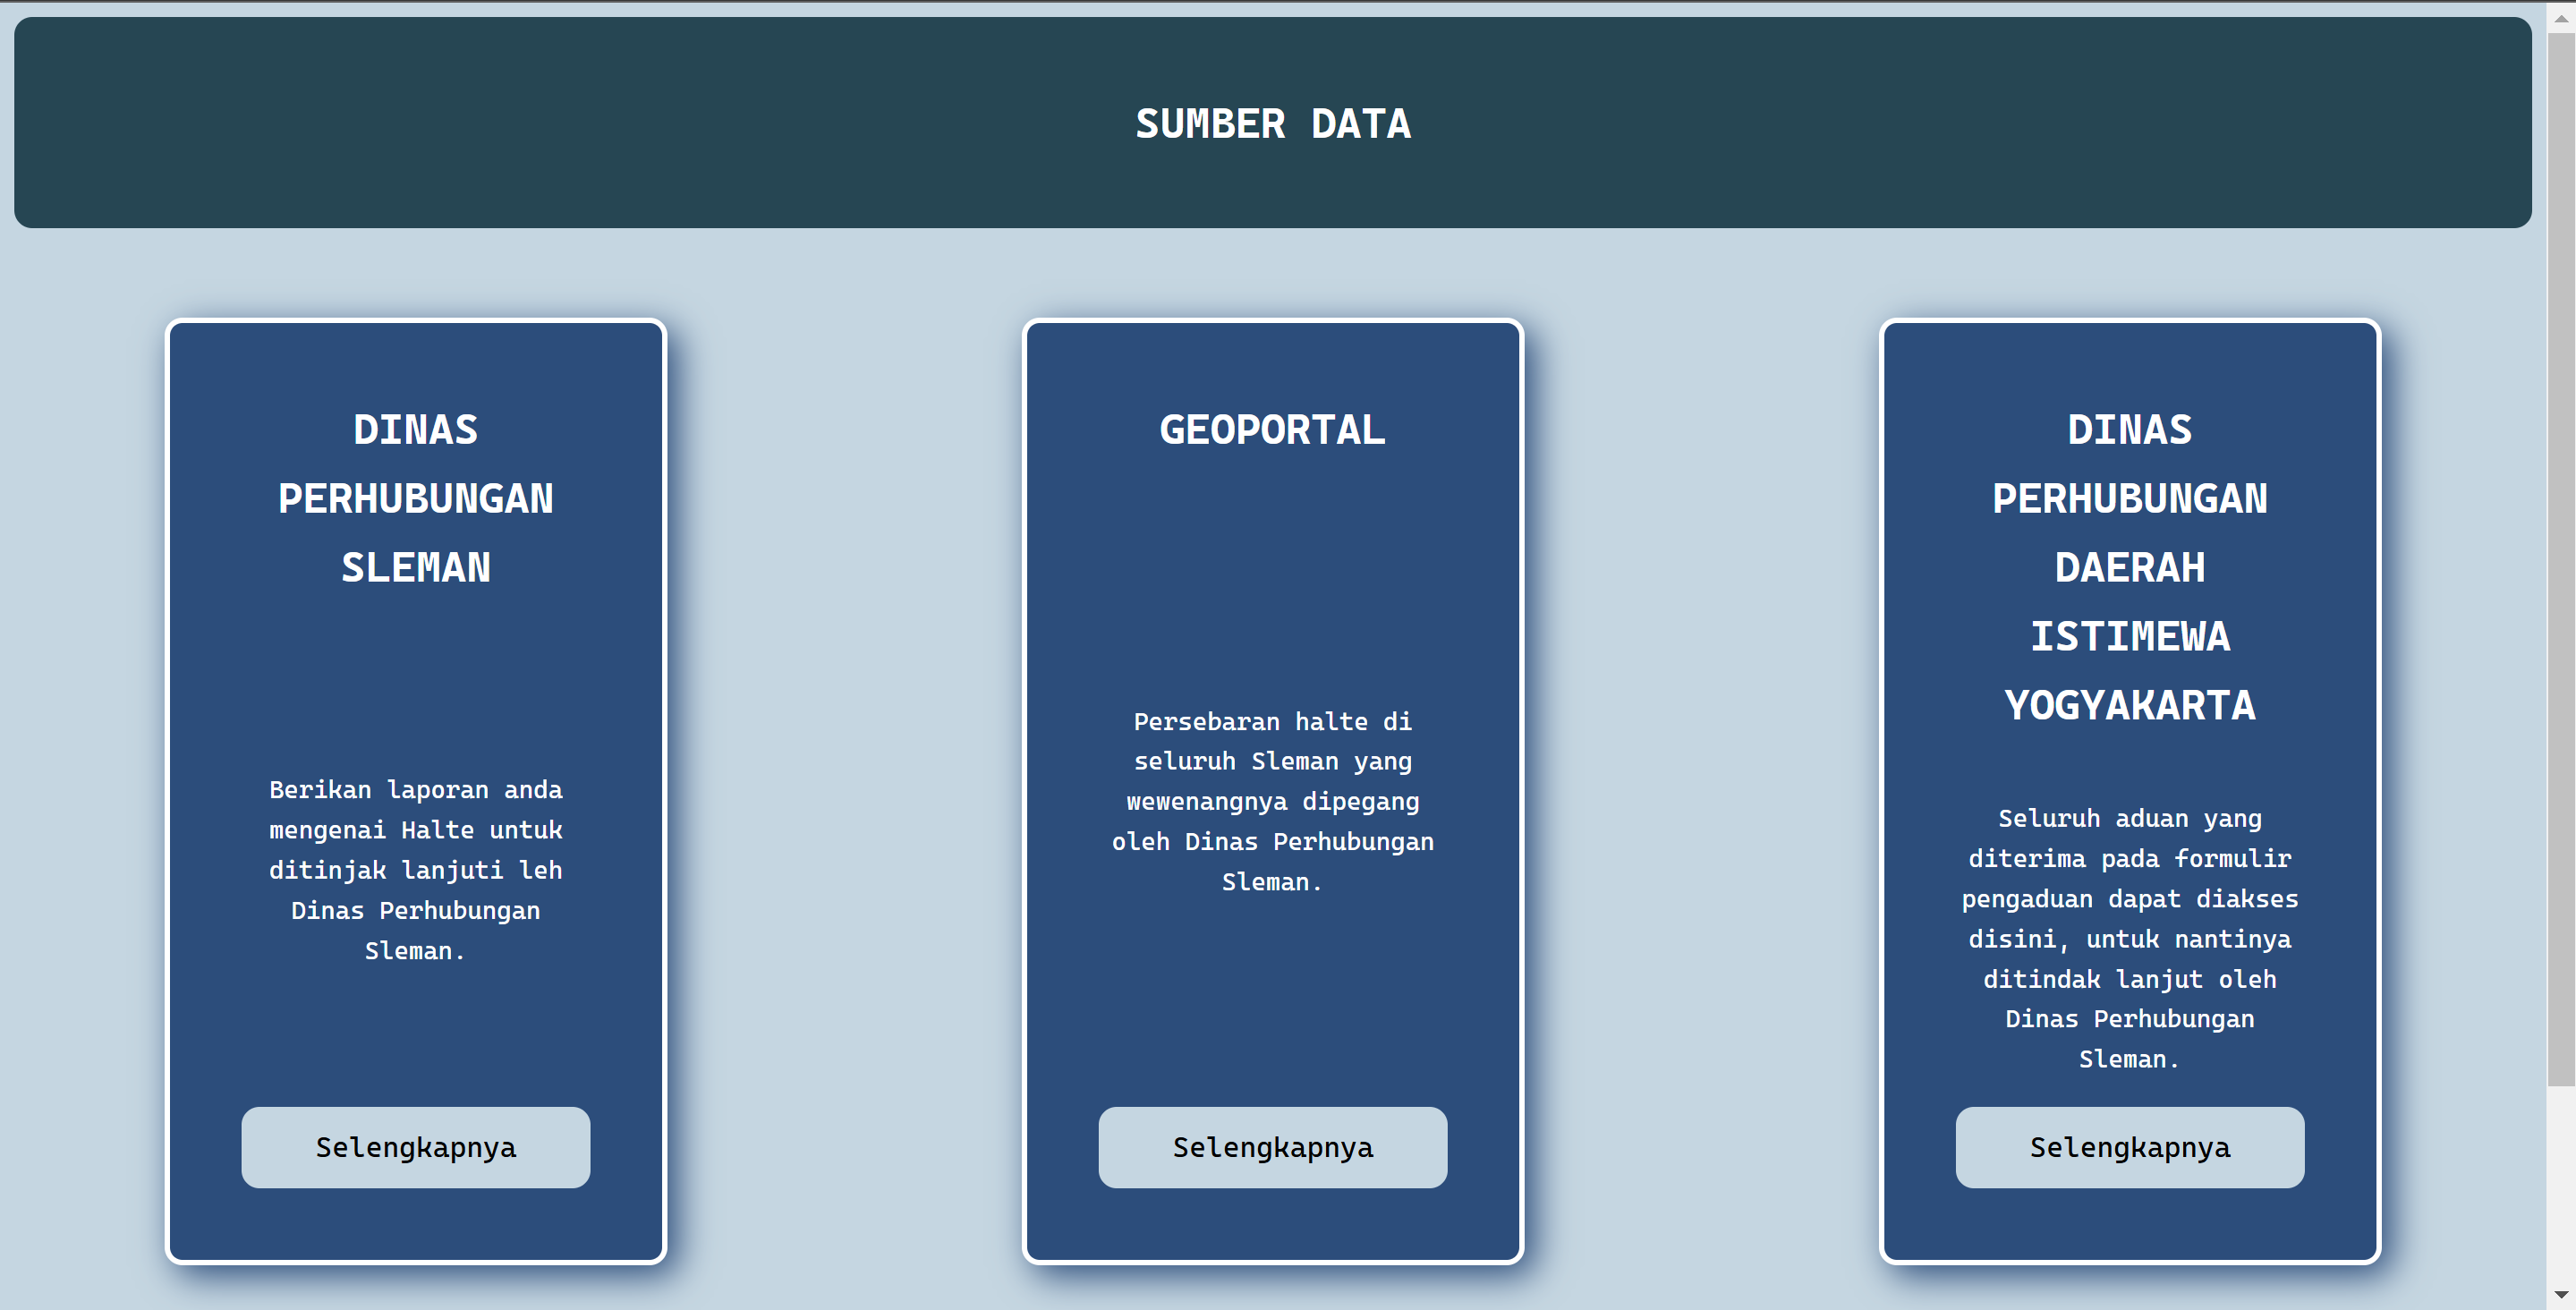 SUMBER DATA
DINAS
PERHUBUNGAN
SLEMAN
Berikan laporan anda
mengenai Halte untuk
ditinjak lanjuti leh
Dinas Perhubungan
Sleman.
Selengkapnya
GEOPORTAL
Persebaran halte di
seluruh Sleman yang
wewenangnya dipegang
oleh Dinas Perhubungan
Sleman.
Selengkapnya
DINAS
PERHUBUNGAN
DAERAH
ISTIMEWA
YOGYAKARTA
Seluruh aduan yang
diterima pada formulir
pengaduan dapat diakses
disini, untuk nantinya
ditindak lanjut oleh
Dinas Perhubungan
Sleman.
Selengkapnya